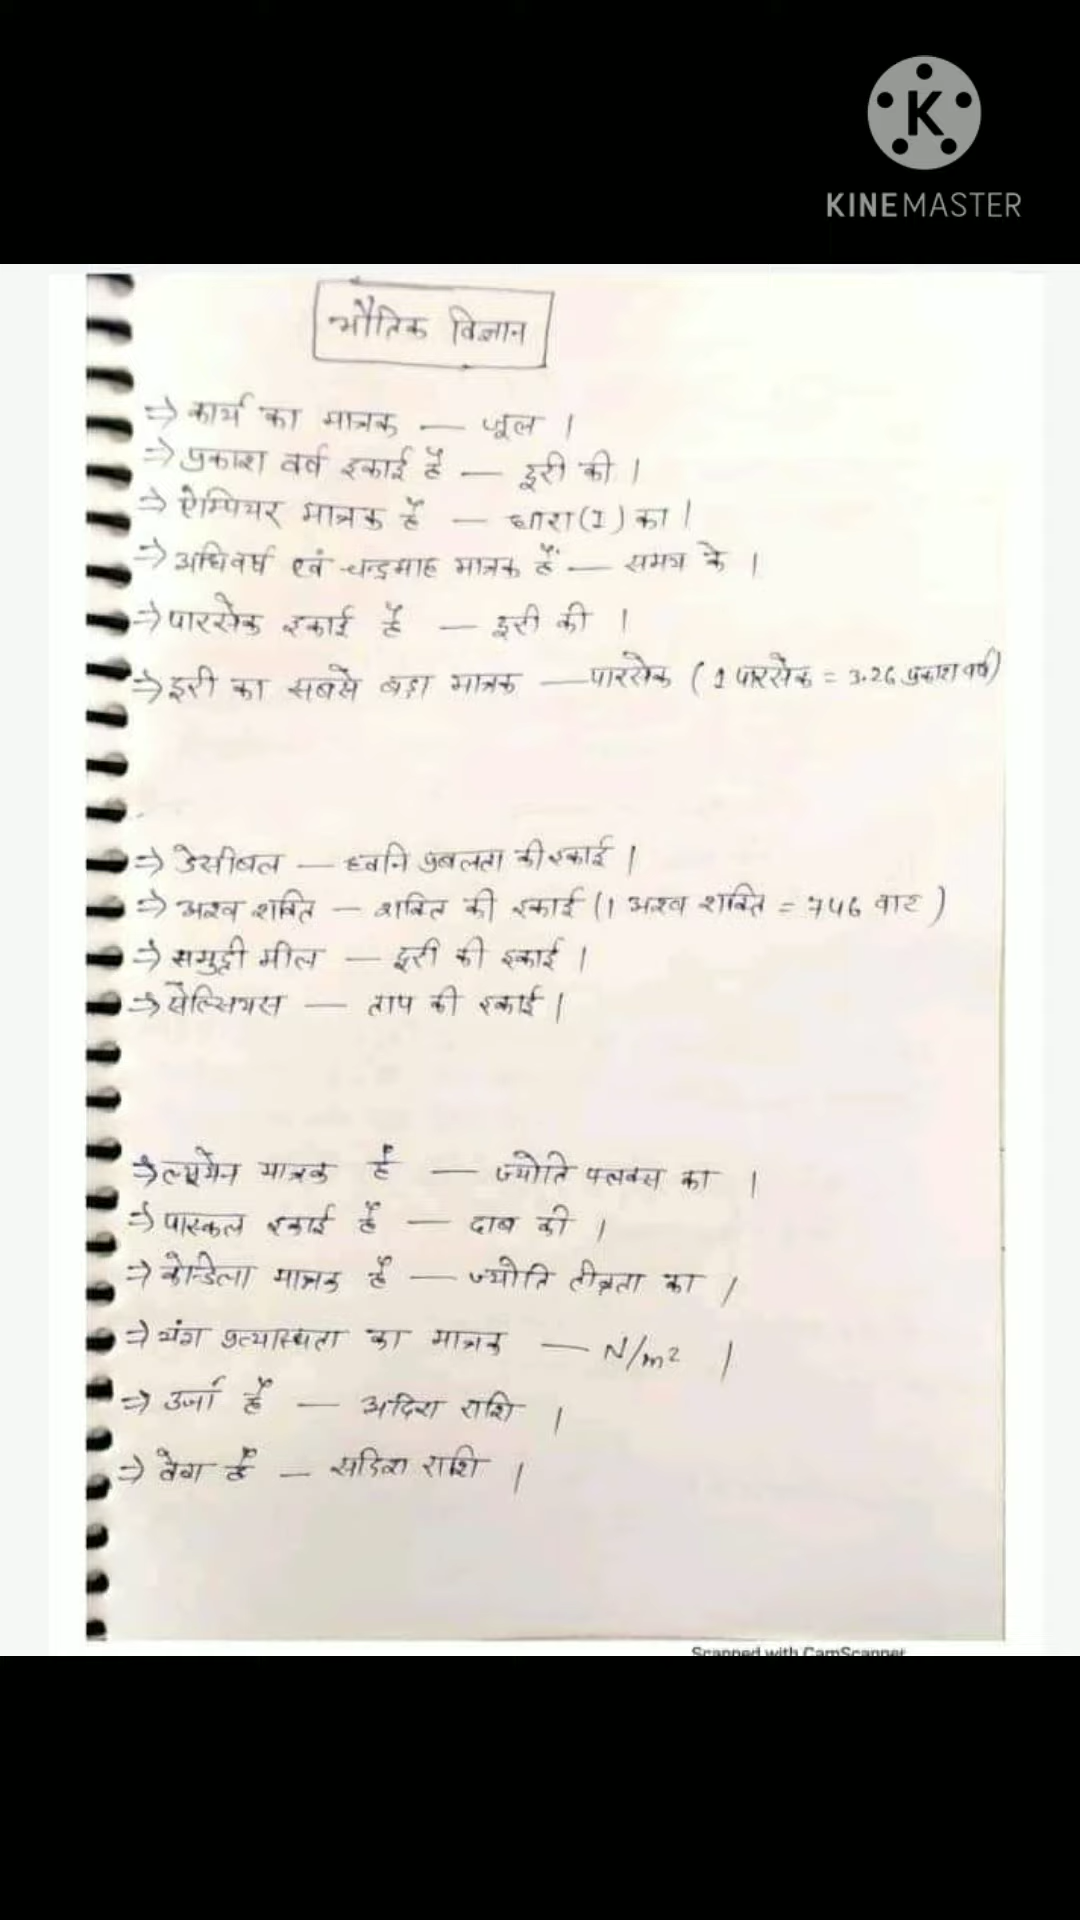 K
KINEMASTER
भौतिक विज्ञान
⇒ कार्य का मात्रक — जूल ।
⇒ प्रकाश वर्ष इकाई है — दूरी की ।
⇒ ऐम्पियर मात्रक है — धारा (I) का ।
⇒ अधिवर्ष एवं चन्द्रमाह मात्रक हैं — समय के ।
⇒ पारसेक इकाई है — दूरी की ।
⇒ दूरी का सबसे बड़ा मात्रक — पारसेक ( 1 पारसेक = 3.26 प्रकाश वर्ष )
⇒ डेसीबल — ध्वनि प्रबलता की इकाई ।
⇒ अश्व शक्ति — शक्ति की इकाई (1 अश्व शक्ति = 746 वाट )
⇒ समुद्री मील — दूरी की इकाई ।
⇒ सेल्सियस — ताप की इकाई ।
⇒ ल्यूमेन मात्रक है — ज्योति फ्लक्स का ।
⇒ पास्कल इकाई है — दाब की ।
⇒ केन्डिला मात्रक है — ज्योति तीव्रता का ।
⇒ यंग प्रत्यास्थता का मात्रक — N/m² ।
⇒ उर्जा है — अदिश राशि ।
⇒ वेग है — सदिश राशि ।
Scanned with CamScanner